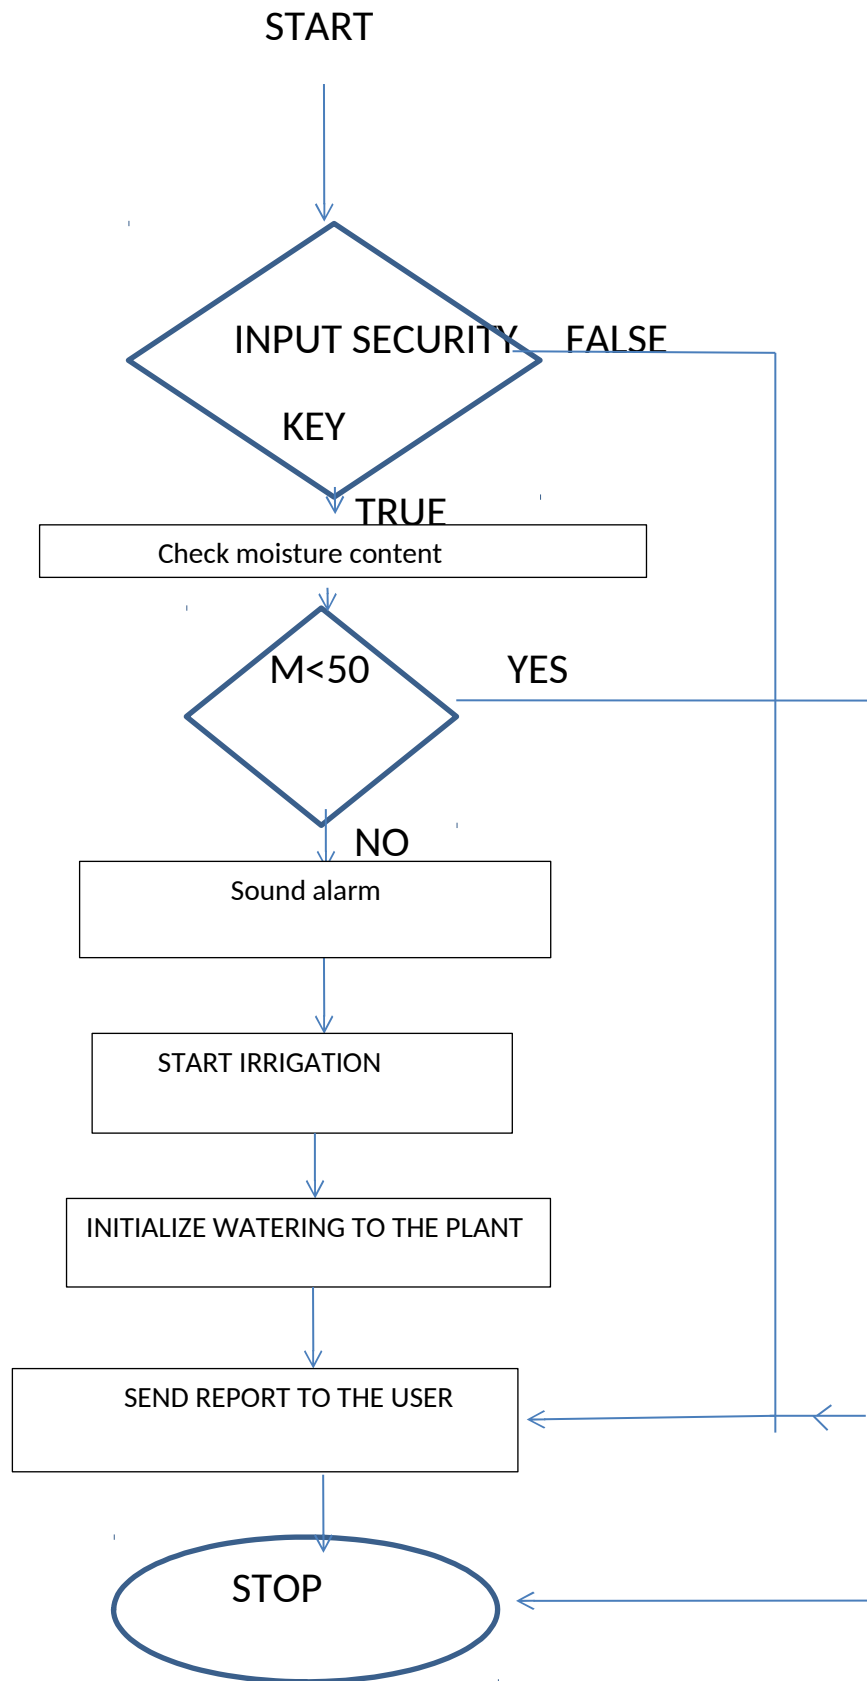 START
INPUT SECURITY
FALSE
KEY
TRUE
Check moisture content
M<50
YES
NO
Sound alarm
START IRRIGATION
INITIALIZE WATERING TO THE PLANT
SEND REPORT TO THE USER
STOP